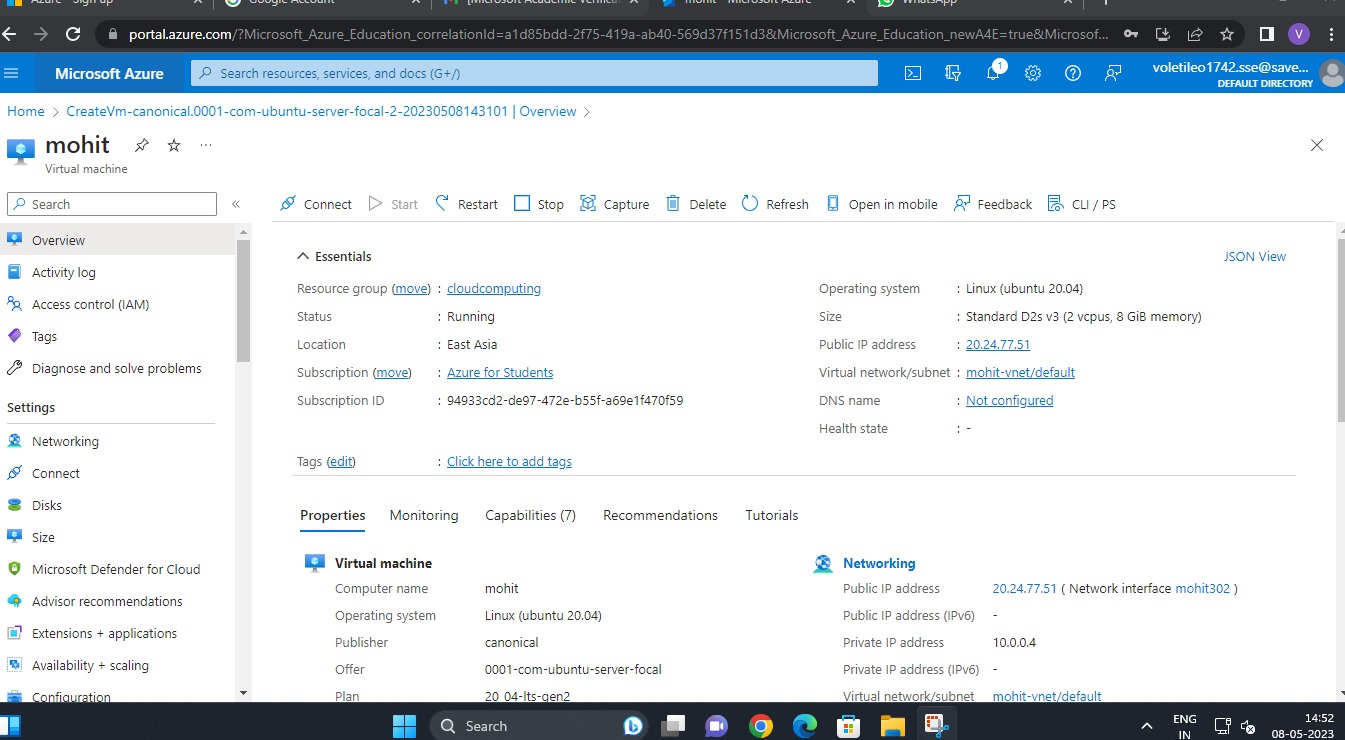 Azure - Sign up
Google Account
[Microsoft Academic Verificat
mohit - Microsoft Azure
WhatsApp
portal.azure.com/?Microsoft_Azure_Education_correlationId=a1d85bdd-2f75-419a-ab40-569d37f151d3&Microsoft_Azure_Education_newA4E=true&Microsof...
V
Microsoft Azure
Search resources, services, and docs (G+/)
1
voletileo1742.sse@save...
DEFAULT DIRECTORY
Home > CreateVm-canonical.0001-com-ubuntu-server-focal-2-20230508143101 | Overview >
mohit
Virtual machine
Search
«
Connect Start Restart Stop Capture Delete Refresh Open in mobile Feedback CLI / PS
Overview
Activity log
Access control (IAM)
Tags
Diagnose and solve problems
Settings
Networking
Connect
Disks
Size
Microsoft Defender for Cloud
Advisor recommendations
Extensions + applications
Availability + scaling
Configuration
Essentials
JSON View
Resource group (move) : cloudcomputing
Status : Running
Location : East Asia
Subscription (move) : Azure for Students
Subscription ID : 94933cd2-de97-472e-b55f-a69e1f470f59
Operating system : Linux (ubuntu 20.04)
Size : Standard D2s v3 (2 vcpus, 8 GiB memory)
Public IP address : 20.24.77.51
Virtual network/subnet : mohit-vnet/default
DNS name : Not configured
Health state : -
Tags (edit) : Click here to add tags
Properties Monitoring Capabilities (7) Recommendations Tutorials
Virtual machine
Computer name mohit
Operating system Linux (ubuntu 20.04)
Publisher canonical
Offer 0001-com-ubuntu-server-focal
Plan 20_04-lts-gen2
Networking
Public IP address 20.24.77.51 ( Network interface mohit302 )
Public IP address (IPv6) -
Private IP address 10.0.0.4
Private IP address (IPv6) -
Virtual network/subnet mohit-vnet/default
Search
ENG
IN
14:52
08-05-2023